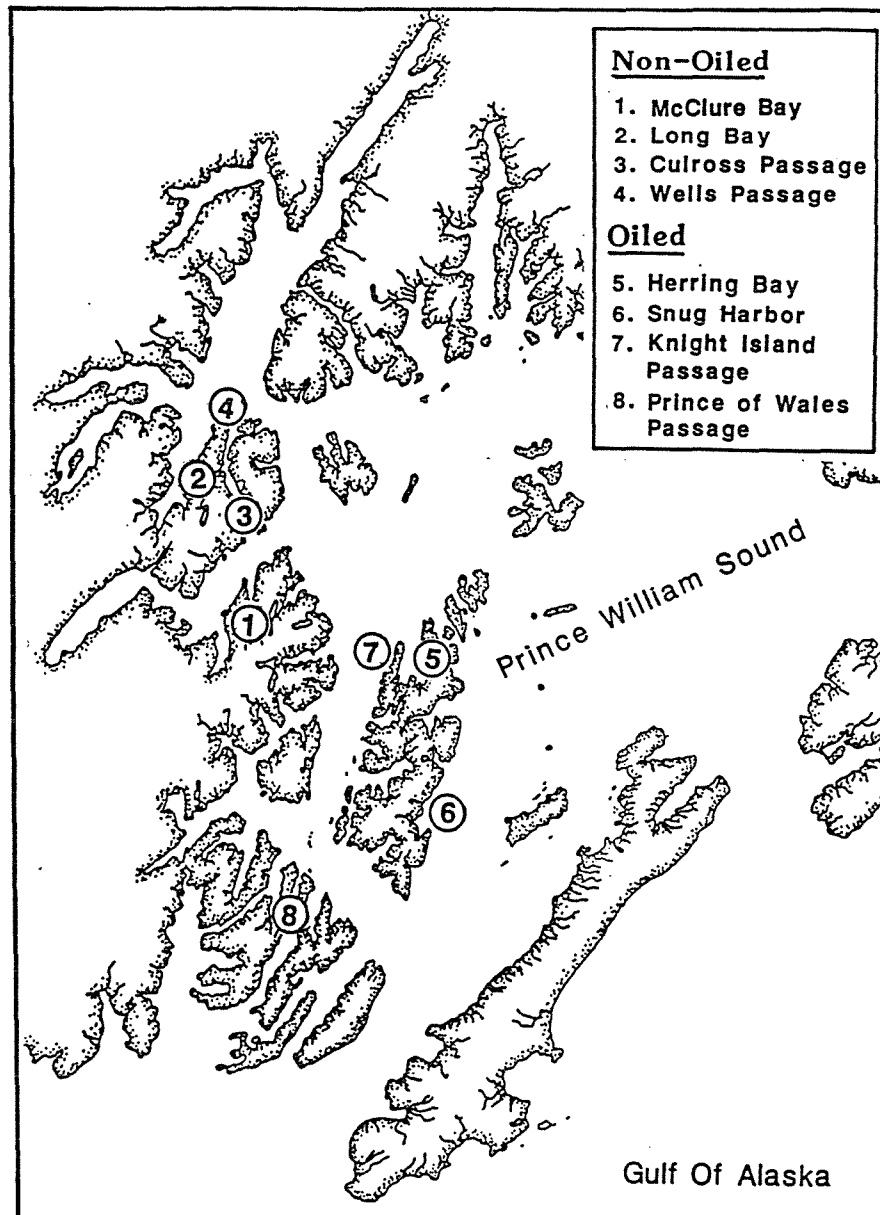 Non-Oiled
1. McClure Bay
2. Long Bay
3. Culross Passage
4. Wells Passage
Oiled
5. Herring Bay
6. Snug Harbor
7. Knight Island
Passage
8. Prince of Wales
Passage
4
2
3
1
7
5
Prince William Sound
6
8
Gulf Of Alaska